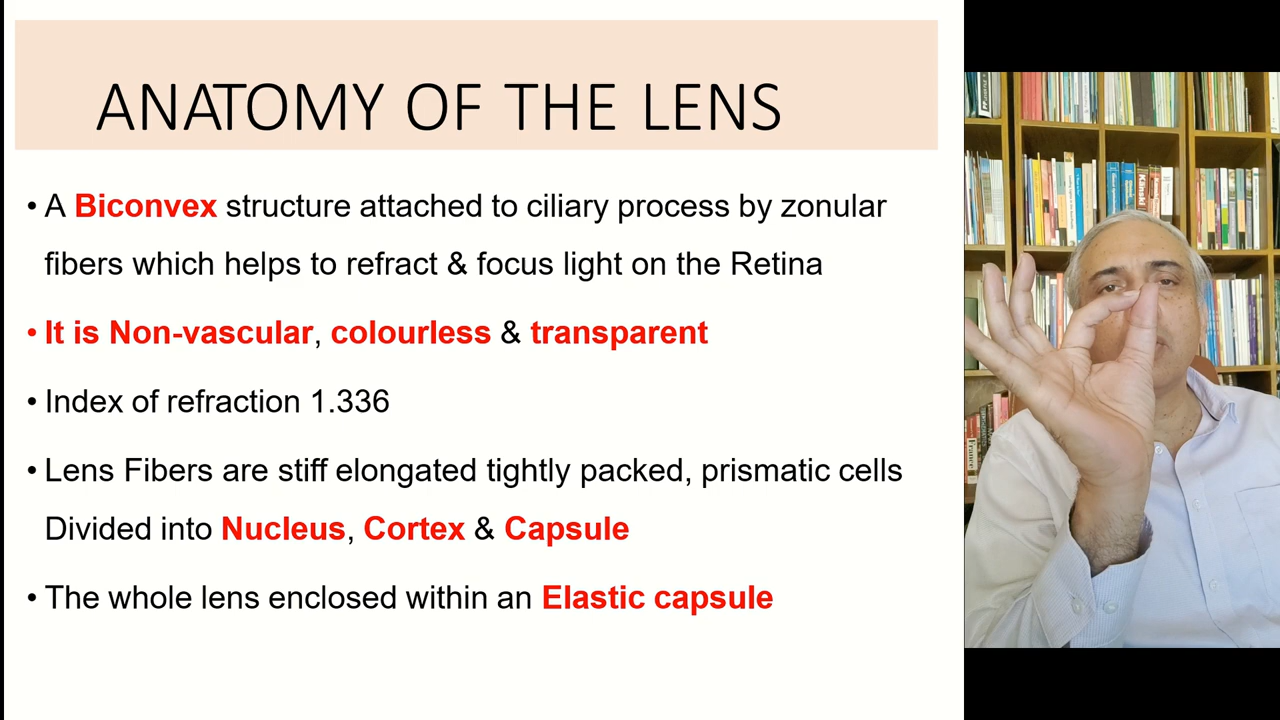 ANATOMY OF THE LENS
• A Biconvex structure attached to ciliary process by zonular
fibers which helps to refract & focus light on the Retina
• It is Non-vascular, colourless & transparent
• Index of refraction 1.336
• Lens Fibers are stiff elongated tightly packed, prismatic cells
Divided into Nucleus, Cortex & Capsule
• The whole lens enclosed within an Elastic capsule
Kanski
France